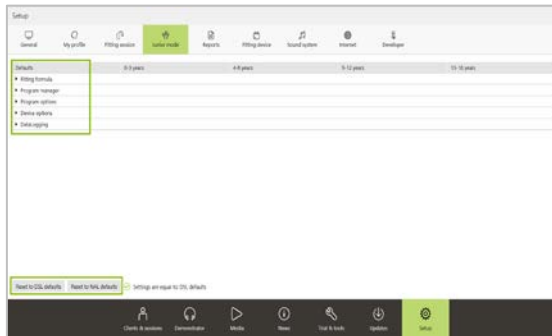 Setup
General My profile Fitting session Junior mode Reports Fitting device Sound system Internet Developer
Defaults 0-3 years 4-8 years 9-12 years 13-18 years
Fitting formula
Program manager
Program options
Device options
DataLogging
Reset to DSL defaults Reset to NAL defaults Settings are equal to DSL defaults
Clients & sessions Demonstrator Media News Trial & tools Updates Setup